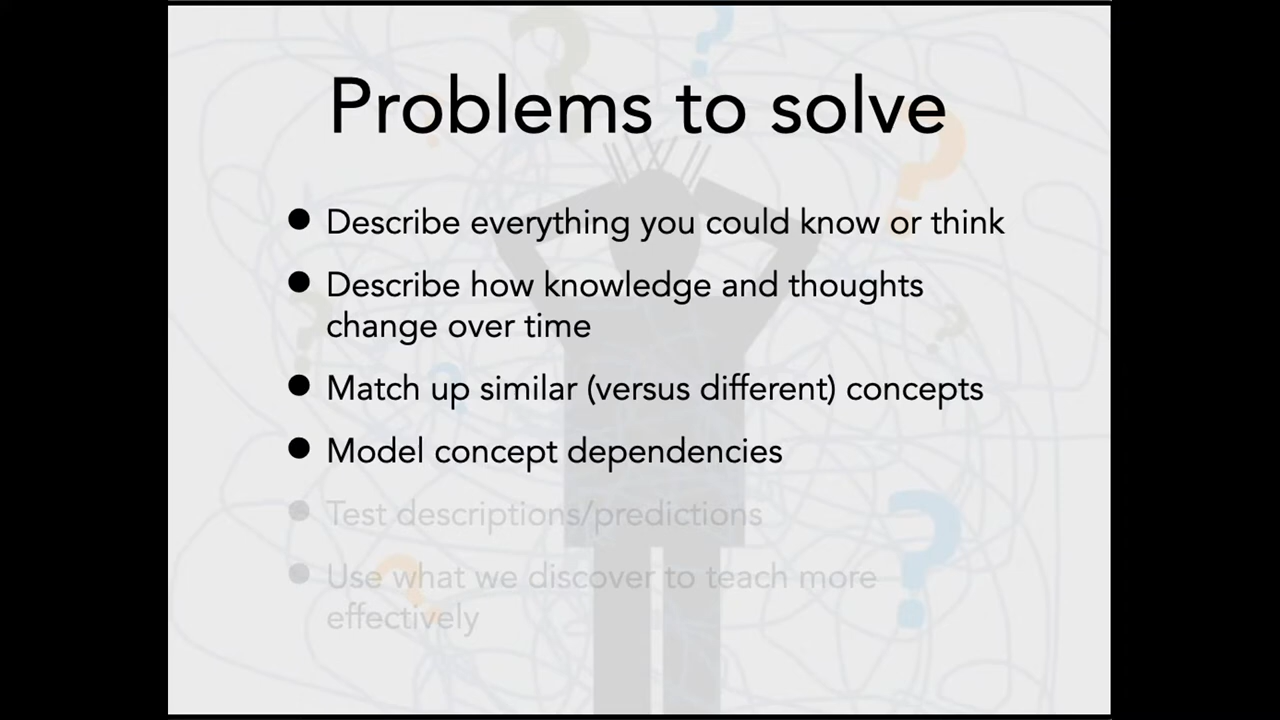 Problems to solve
● Describe everything you could know or think
● Describe how knowledge and thoughts
change over time
● Match up similar (versus different) concepts
● Model concept dependencies
● Test descriptions/predictions
● Use what we discover to teach more
effectively